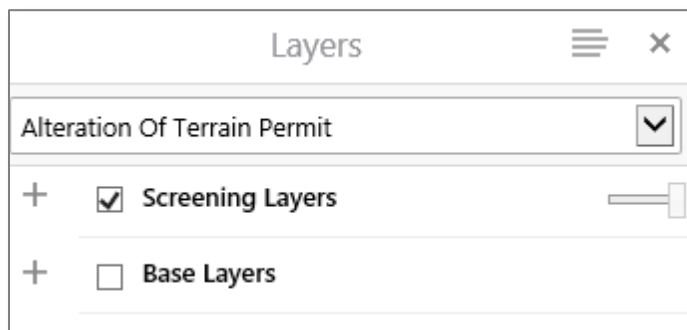 Layers
Alteration Of Terrain Permit
Screening Layers
Base Layers